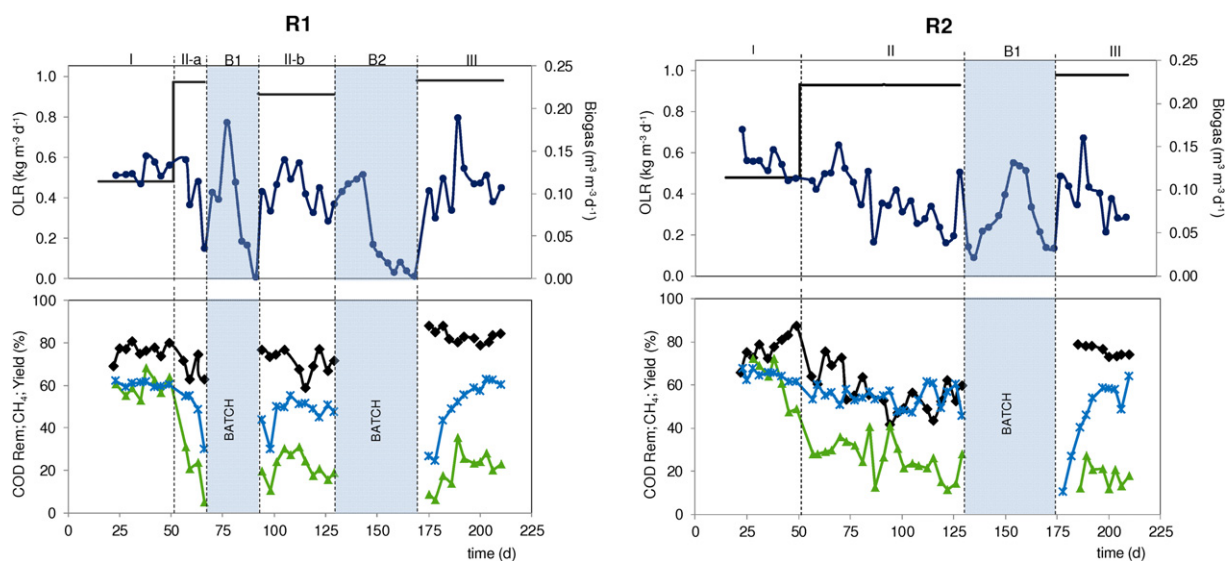 R1
I II-a B1 II-b B2 III
1.0
0.8
0.6
0.4
0.2
0.0
OLR (kg m⁻³ d⁻¹)
0.25
0.20
0.15
0.10
0.05
0.00
Biogas (m³ m⁻³·d⁻¹)
100
80
60
40
20
0
COD Rem; CH₄; Yield (%)
BATCH
BATCH
0 25 50 75 100 125 150 175 200 225
time (d)
R2
I II B1 III
1.0
0.8
0.6
0.4
0.2
0.0
OLR (kg m⁻³ d⁻¹)
0.25
0.20
0.15
0.10
0.05
0.00
Biogas (m³ m⁻³ d⁻¹)
100
80
60
40
20
0
COD Rem; CH₄; Yield (%)
BATCH
0 25 50 75 100 125 150 175 200 225
time (d)